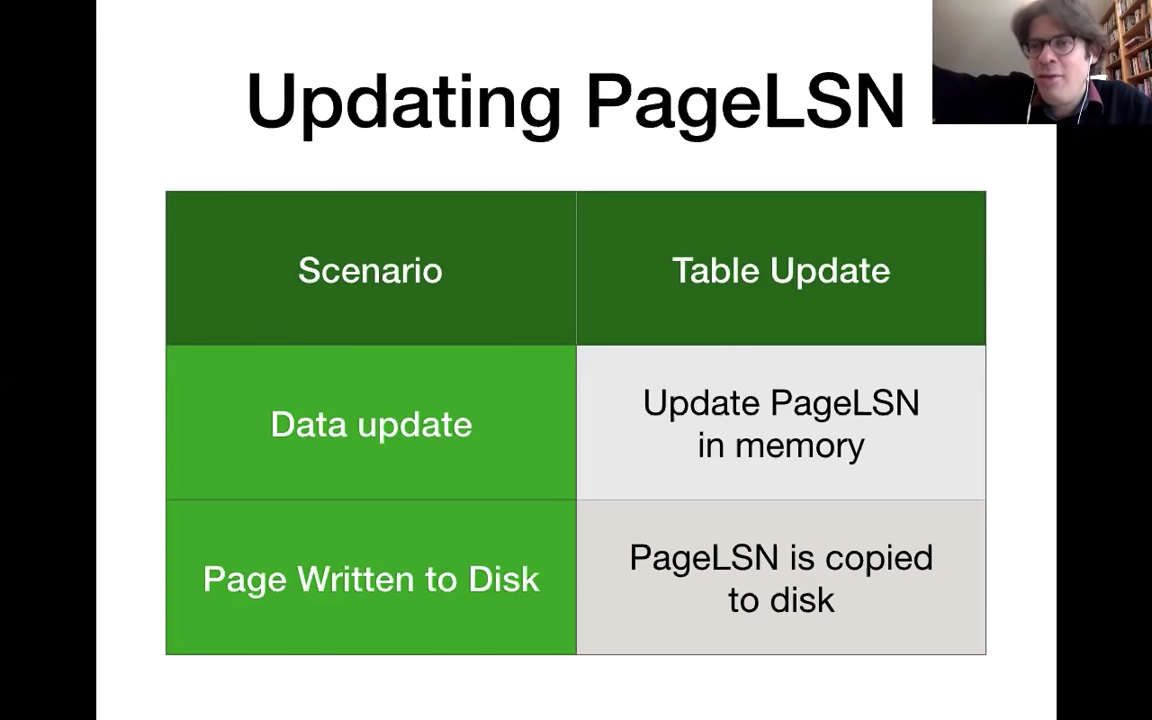 Updating PageLSN
Scenario
Table Update
Data update
Update PageLSN
in memory
Page Written to Disk
PageLSN is copied
to disk